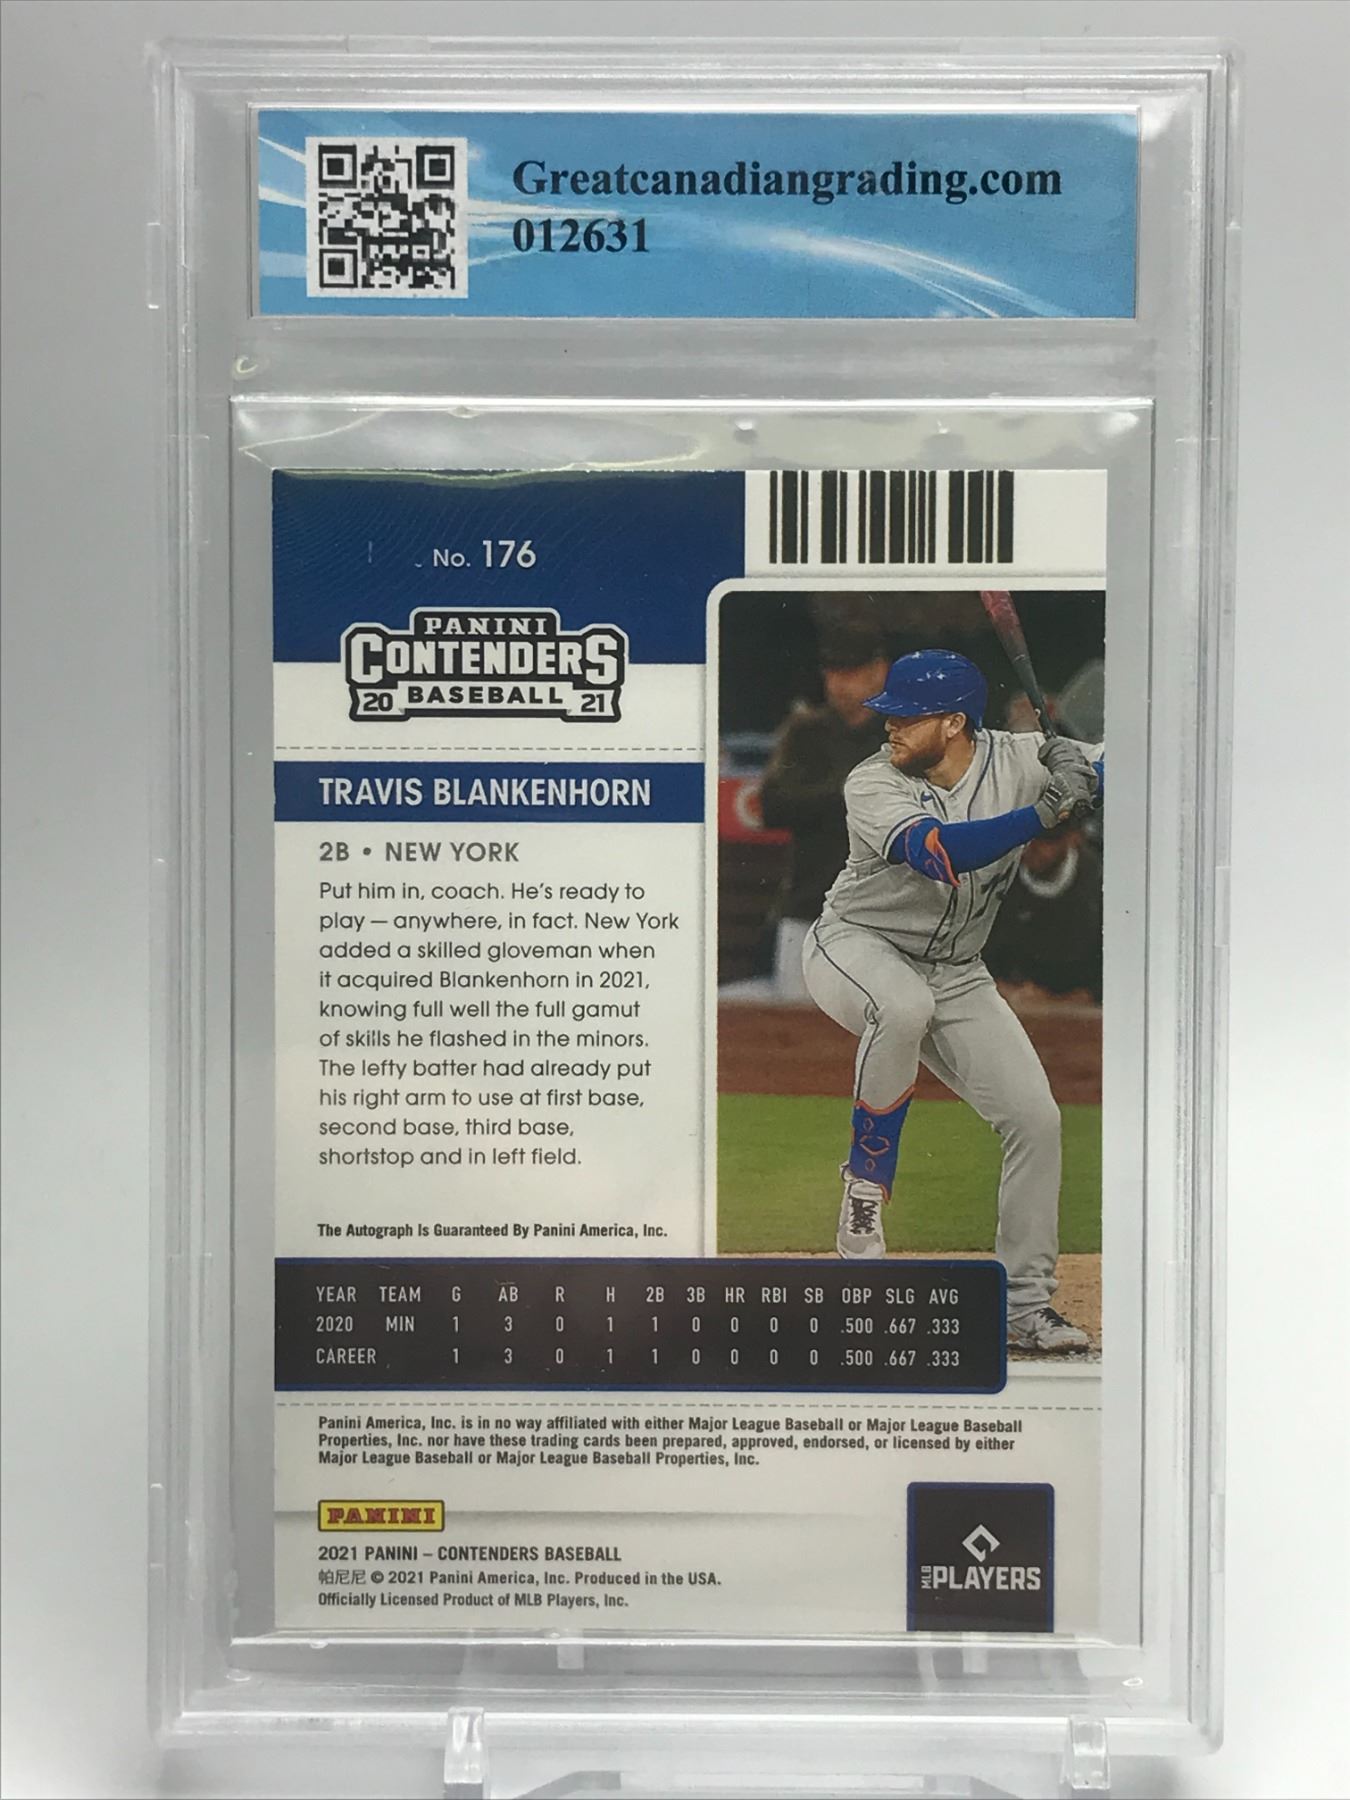 Greatcanadiangrading.com
012631
No. 176
PANINI
CONTENDERS
20 BASEBALL 21
TRAVIS BLANKENHORN
2B • NEW YORK
Put him in, coach. He's ready to
play — anywhere, in fact. New York
added a skilled gloveman when
it acquired Blankenhorn in 2021,
knowing full well the full gamut
of skills he flashed in the minors.
The lefty batter had already put
his right arm to use at first base,
second base, third base,
shortstop and in left field.
The Autograph Is Guaranteed By Panini America, Inc.
YEAR TEAM G AB R H 2B 3B HR RBI SB OBP SLG AVG
2020 MIN 1 3 0 1 1 0 0 0 0 .500 .667 .333
CAREER 1 3 0 1 1 0 0 0 0 .500 .667 .333
Panini America, Inc. is in no way affiliated with either Major League Baseball or Major League Baseball
Properties, Inc. nor have these trading cards been prepared, approved, endorsed, or licensed by either
Major League Baseball or Major League Baseball Properties, Inc.
PANINI
2021 PANINI – CONTENDERS BASEBALL
帕尼尼 © 2021 Panini America, Inc. Produced in the USA.
Officially Licensed Product of MLB Players, Inc.
MLB PLAYERS